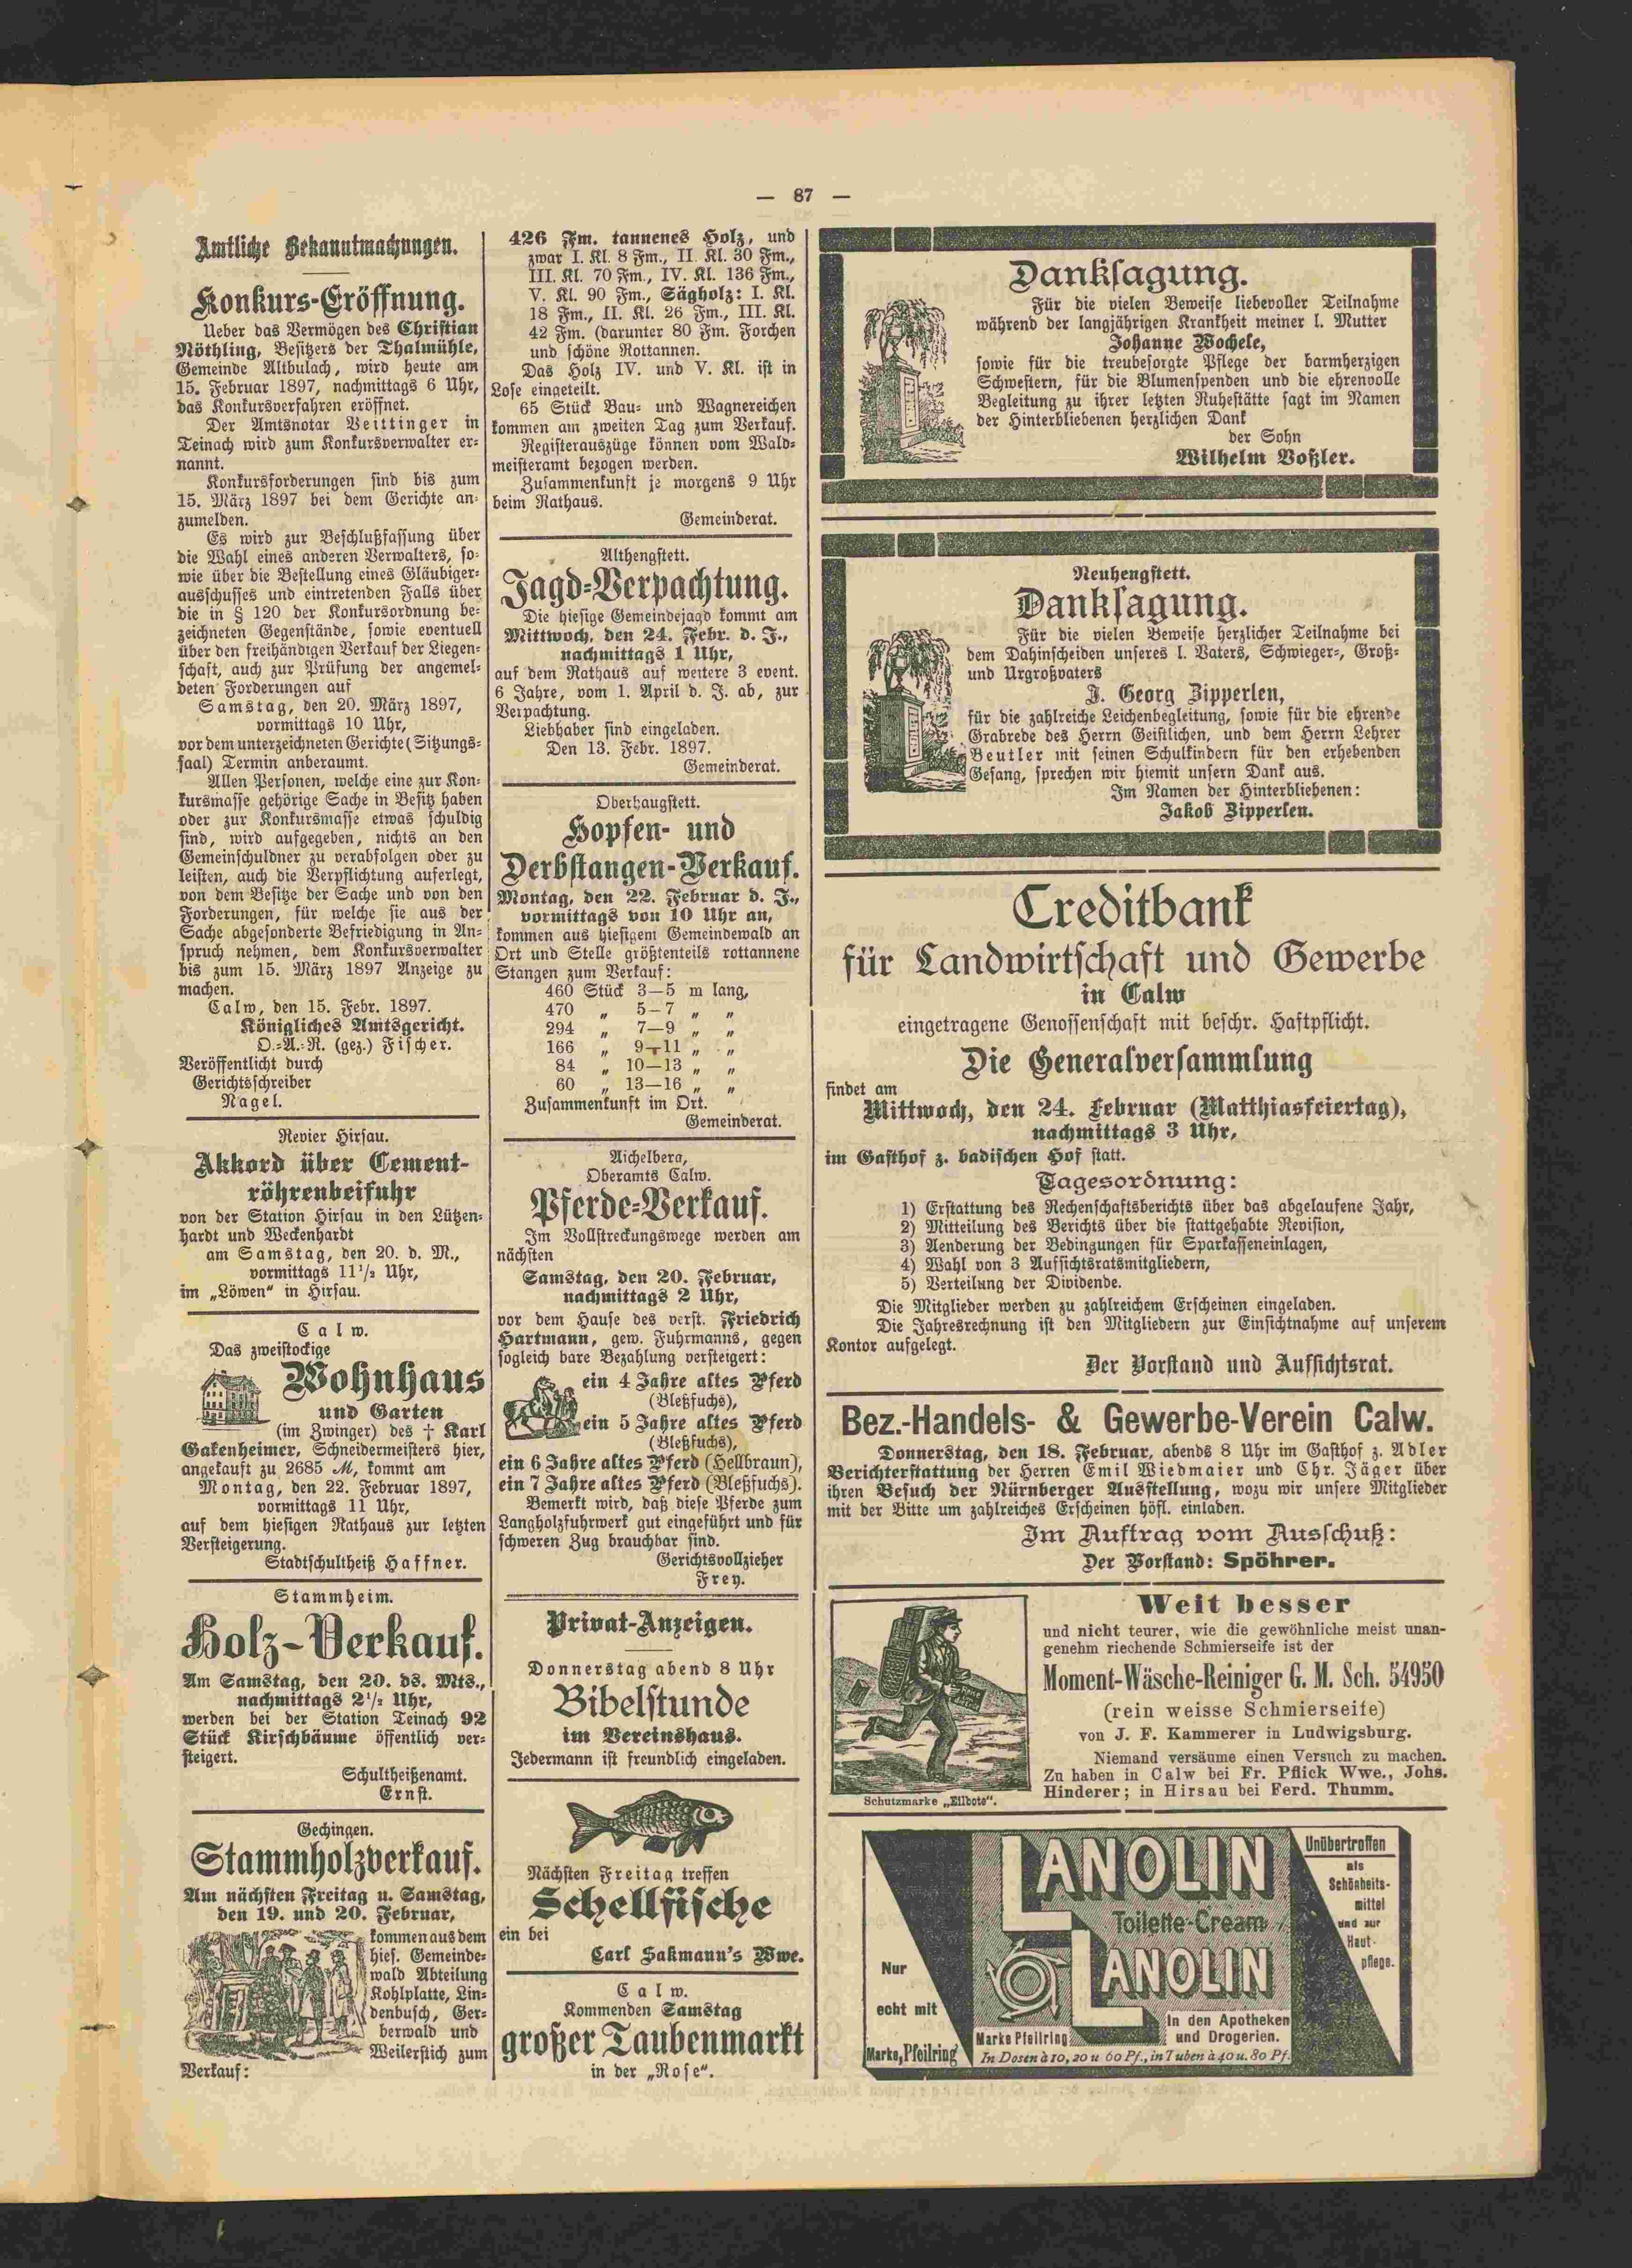 — 87 —
Amtliche Bekanntmachungen.
Konkurs-Eröffnung.
Ueber das Vermögen des Christian
Nöthling, Besitzers der Thalmühle,
Gemeinde Altbulach, wird heute am
15. Februar 1897, nachmittags 6 Uhr,
das Konkursverfahren eröffnet.
Der Amtsnotar Beittinger in
Teinach wird zum Konkursverwalter er-
nannt.
Konkursforderungen sind bis zum
15. März 1897 bei dem Gerichte an-
zumelden.
Es wird zur Beschlußfassung über
die Wahl eines anderen Verwalters, so-
wie über die Bestellung eines Gläubiger-
ausschusses und eintretenden Falls über
die in § 120 der Konkursordnung be-
zeichneten Gegenstände, sowie eventuell
über den freihändigen Verkauf der Liegen-
schaft, auch zur Prüfung der angemel-
deten Forderungen auf
Samstag, den 20. März 1897,
vormittags 10 Uhr,
vor dem unterzeichneten Gerichte (Sitzungs-
saal) Termin anberaumt.
Allen Personen, welche eine zur Kon-
kursmasse gehörige Sache in Besitz haben
oder zur Konkursmasse etwas schuldig
sind, wird aufgegeben, nichts an den
Gemeinschuldner zu verabfolgen oder zu
leisten, auch die Verpflichtung auferlegt,
von dem Besitze der Sache und von den
Forderungen, für welche sie aus der
Sache abgesonderte Befriedigung in An-
spruch nehmen, dem Konkursverwalter
bis zum 15. März 1897 Anzeige zu
machen.
Calw, den 15. Febr. 1897.
Königliches Amtsgericht.
O.-A.-R. (gez.) Fischer.
Veröffentlicht durch
Gerichtsschreiber
Nagel.
Revier Hirsau.
Akkord über Cement-
röhrenbeifuhr
von der Station Hirsau in den Lützen-
hardt und Weckenhardt
am Samstag, den 20. d. M.,
vormittags 11½ Uhr,
im „Löwen“ in Hirsau.
Calw.
Das zweistockige
Wohnhaus
und Garten
(im Zwinger) des † Karl
Gakenheimer, Schneidermeisters hier,
angekauft zu 2685 M, kommt am
Montag, den 22. Februar 1897,
vormittags 11 Uhr,
auf dem hiesigen Rathaus zur letzten
Versteigerung.
Stadtschultheiß Haffner.
Stammheim.
Holz-Verkauf.
Am Samstag, den 20. ds. Mts.,
nachmittags 2½ Uhr,
werden bei der Station Teinach 92
Stück Kirschbäume öffentlich ver-
steigert.
Schultheißenamt.
Ernst.
Gechingen.
Stammholzverkauf.
Am nächsten Freitag u. Samstag,
den 19. und 20. Februar,
kommen aus dem
hies. Gemeinde-
wald Abteilung
Kohlplatte, Lin-
denbusch, Ger-
berwald und
Weilerstich zum
Verkauf:
426 Fm. tannenes Holz, und
zwar I. Kl. 8 Fm., II. Kl. 30 Fm.,
III. Kl. 70 Fm., IV. Kl. 136 Fm.,
V. Kl. 90 Fm., Sägholz: I. Kl.
18 Fm., II. Kl. 26 Fm., III. Kl.
42 Fm. (darunter 80 Fm. Forchen
und schöne Rottannen.
Das Holz IV. und V. Kl. ist in
Lose eingeteilt.
65 Stück Bau- und Wagnereichen
kommen am zweiten Tag zum Verkauf.
Registerauszüge können vom Wald-
meisteramt bezogen werden.
Zusammenkunft je morgens 9 Uhr
beim Rathaus.
Gemeinderat.
Althengstett.
Jagd-Verpachtung.
Die hiesige Gemeindejagd kommt am
Mittwoch, den 24. Febr. d. J.,
nachmittags 1 Uhr,
auf dem Rathaus auf weitere 3 event.
6 Jahre, vom 1. April d. J. ab, zur
Verpachtung.
Liebhaber sind eingeladen.
Den 13. Febr. 1897.
Gemeinderat.
Oberhaugstett.
Hopfen- und
Derbstangen-Verkauf.
Montag, den 22. Februar d. J.,
vormittags von 10 Uhr an,
kommen aus hiesigem Gemeindewald an
Ort und Stelle größtenteils rottannene
Stangen zum Verkauf:
460 Stück 3—5 m lang,
470 „ 5—7 „ „
294 „ 7—9 „ „
166 „ 9—11 „ „
84 „ 10—13 „ „
60 „ 13—16 „ „
Zusammenkunft im Ort.
Gemeinderat.
Aichelberg,
Oberamts Calw.
Pferde-Verkauf.
Im Vollstreckungswege werden am
nächsten
Samstag, den 20. Februar,
nachmittags 2 Uhr,
vor dem Hause des verst. Friedrich
Hartmann, gew. Fuhrmanns, gegen
sogleich bare Bezahlung versteigert:
ein 4 Jahre altes Pferd
(Bleßfuchs),
ein 5 Jahre altes Pferd
(Bleßfuchs),
ein 6 Jahre altes Pferd (Hellbraun),
ein 7 Jahre altes Pferd (Bleßfuchs).
Bemerkt wird, daß diese Pferde zum
Langholzfuhrwerk gut eingeführt und für
schweren Zug brauchbar sind.
Gerichtsvollzieher
Frey.
Privat-Anzeigen.
Donnerstag abend 8 Uhr
Bibelstunde
im Vereinshaus.
Jedermann ist freundlich eingeladen.
Nächsten Freitag treffen
Schellfische
ein bei
Carl Sakmann's Wwe.
Calw.
Kommenden Samstag
großer Taubenmarkt
in der „Rose“.
Danksagung.
Für die vielen Beweise liebevoller Teilnahme
während der langjährigen Krankheit meiner l. Mutter
Johanne Wochele,
sowie für die treubesorgte Pflege der barmherzigen
Schwestern, für die Blumenspenden und die ehrenvolle
Begleitung zu ihrer letzten Ruhestätte sagt im Namen
der Hinterbliebenen herzlichen Dank
der Sohn
Wilhelm Boßler.
Neuhengstett.
Danksagung.
Für die vielen Beweise herzlicher Teilnahme bei
dem Dahinscheiden unseres l. Vaters, Schwieger-, Groß-
und Urgroßvaters
J. Georg Zipperlen,
für die zahlreiche Leichenbegleitung, sowie für die ehrende
Grabrede des Herrn Geistlichen, und dem Herrn Lehrer
Beutler mit seinen Schulkindern für den erhebenden
Gesang, sprechen wir hiemit unsern Dank aus.
Im Namen der Hinterbliebenen:
Jakob Zipperlen.
Creditbank
für Landwirtschaft und Gewerbe
in Calw
eingetragene Genossenschaft mit beschr. Haftpflicht.
Die Generalversammlung
findet am
Mittwoch, den 24. Februar (Matthiasfeiertag),
nachmittags 3 Uhr,
im Gasthof z. badischen Hof statt.
Tagesordnung:
1) Erstattung des Rechenschaftsberichts über das abgelaufene Jahr,
2) Mitteilung des Berichts über die stattgehabte Revision,
3) Aenderung der Bedingungen für Sparkasseneinlagen,
4) Wahl von 3 Aufsichtsratsmitgliedern,
5) Verteilung der Dividende.
Die Mitglieder werden zu zahlreichem Erscheinen eingeladen.
Die Jahresrechnung ist den Mitgliedern zur Einsichtnahme auf unserem
Kontor aufgelegt.
Der Vorstand und Aufsichtsrat.
Bez.-Handels- & Gewerbe-Verein Calw.
Donnerstag, den 18. Februar, abends 8 Uhr im Gasthof z. Adler
Berichterstattung der Herren Emil Wiedmaier und Chr. Jäger über
ihren Besuch der Nürnberger Ausstellung, wozu wir unsere Mitglieder
mit der Bitte um zahlreiches Erscheinen höfl. einladen.
Im Auftrag vom Ausschuß:
Der Vorstand: Spöhrer.
Schutzmarke „Eilbote“.
Weit besser
und nicht teurer, wie die gewöhnliche meist unan-
genehm riechende Schmierseife ist der
Moment-Wäsche-Reiniger G. M. Sch. 54950
(rein weisse Schmierseife)
von J. F. Kammerer in Ludwigsburg.
Niemand versäume einen Versuch zu machen.
Zu haben in Calw bei Fr. Pflick Wwe., Johs.
Hinderer; in Hirsau bei Ferd. Thumm.
LANOLIN
Toilette-Cream
LANOLIN
Unübertroffen
als
Schönheits-
mittel
und zur
Haut-
pflege.
Nur
echt mit
Marke „Pfeilring
Marke Pfeilring
In den Apotheken
und Drogerien.
In Dosen à 10, 20 u. 60 Pf., in Tuben à 40 u. 80 Pf.